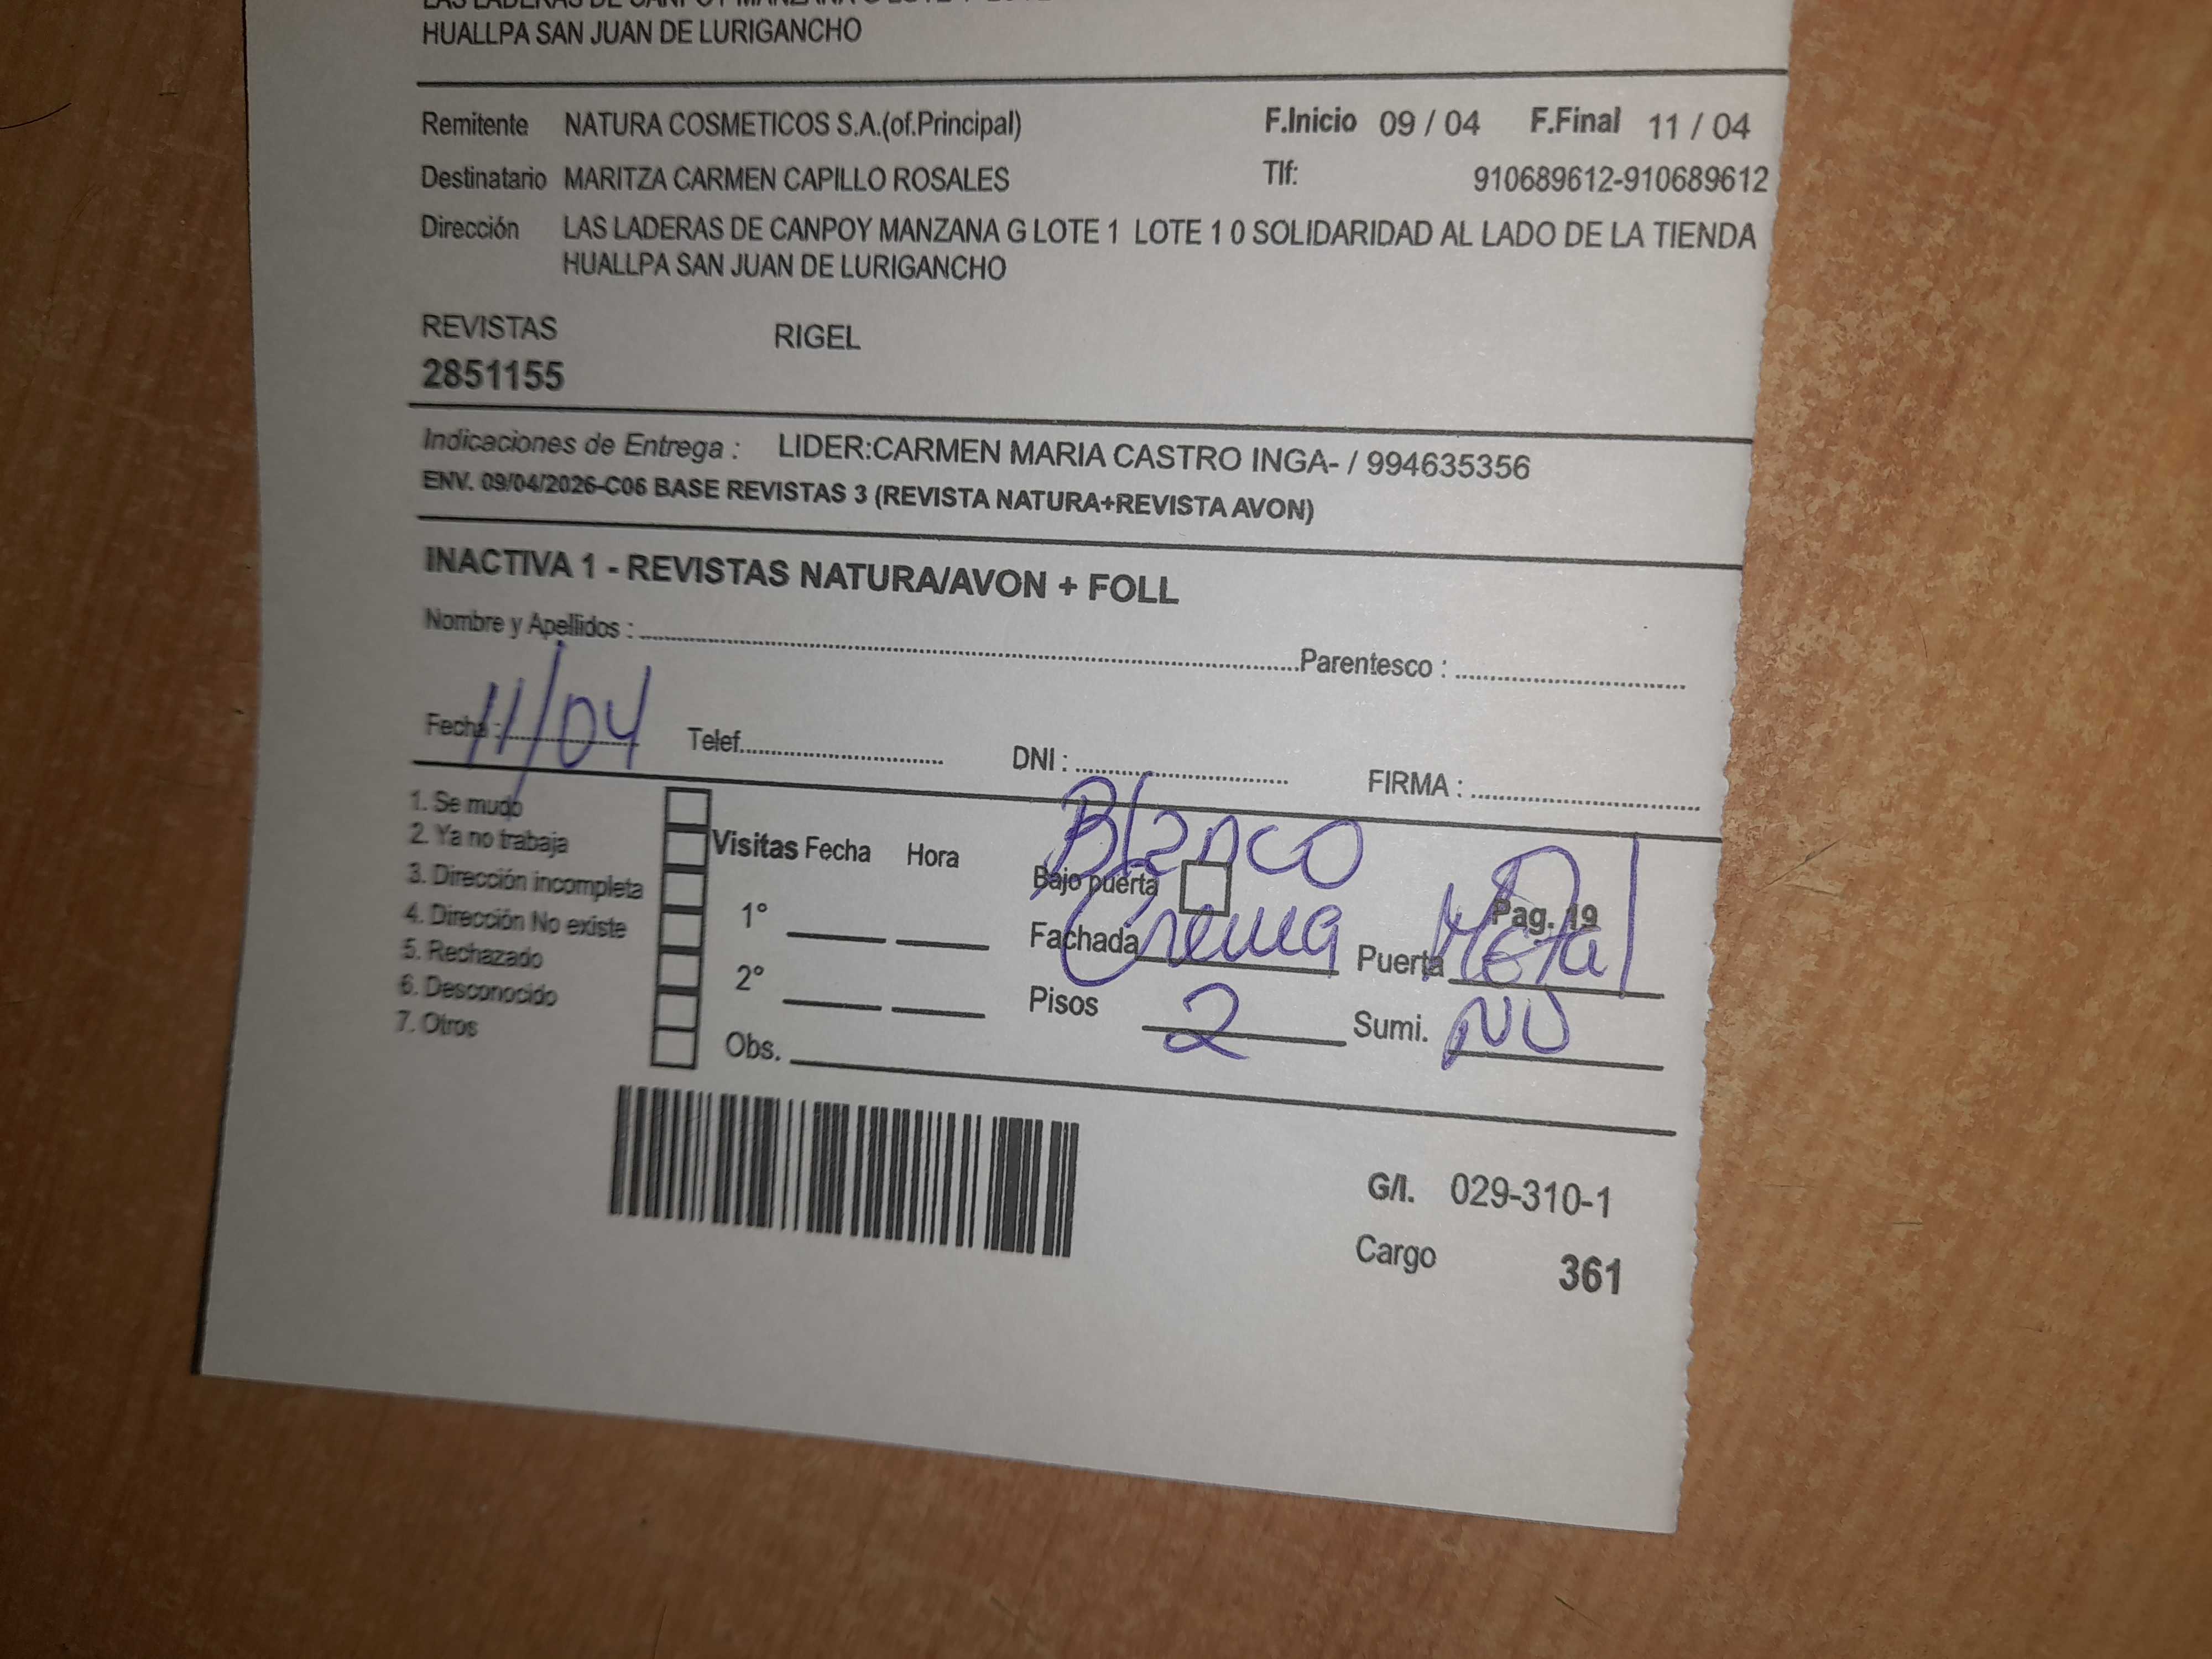 HUALLPA SAN JUAN DE LURIGANCHO
Remitente NATURA COSMETICOS S.A.(of.Principal) F.Inicio 09 / 04 F.Final 11 / 04
Destinatario MARITZA CARMEN CAPILLO ROSALES Tlf: 910689612-910689612
Dirección LAS LADERAS DE CANPOY MANZANA G LOTE 1 LOTE 1 0 SOLIDARIDAD AL LADO DE LA TIENDA
HUALLPA SAN JUAN DE LURIGANCHO
REVISTAS RIGEL
2851155
Indicaciones de Entrega : LIDER:CARMEN MARIA CASTRO INGA- / 994635356
ENV. 09/04/2026-C06 BASE REVISTAS 3 (REVISTA NATURA+REVISTA AVON)
INACTIVA 1 - REVISTAS NATURA/AVON + FOLL
Nombre y Apellidos : Parentesco :
Fecha : 11/04 Telef. DNI : FIRMA :
1. Se mudo
2. Ya no trabaja
3. Dirección incompleta
4. Dirección No existe
5. Rechazado
6. Desconocido
7. Otros
Visitas Fecha Hora
1°
2°
Obs.
Blanco
Bajo puerta Pag. 19
Fachada Crema Puerta Metal
Pisos 2 Sumi. NO
G/I. 029-310-1
Cargo 361